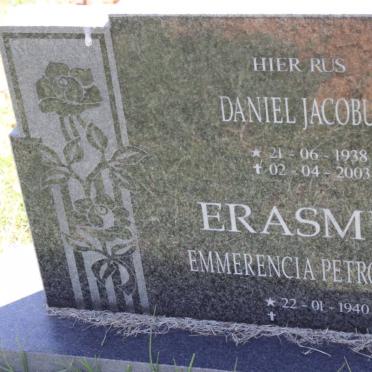 HIER RUS
DANIEL JACOBU
★ 21 - 06 - 1938
✝ 02 - 04 - 2003
ERASM
EMMERENCIA PETRO
★ 22 - 01 - 1940
✝